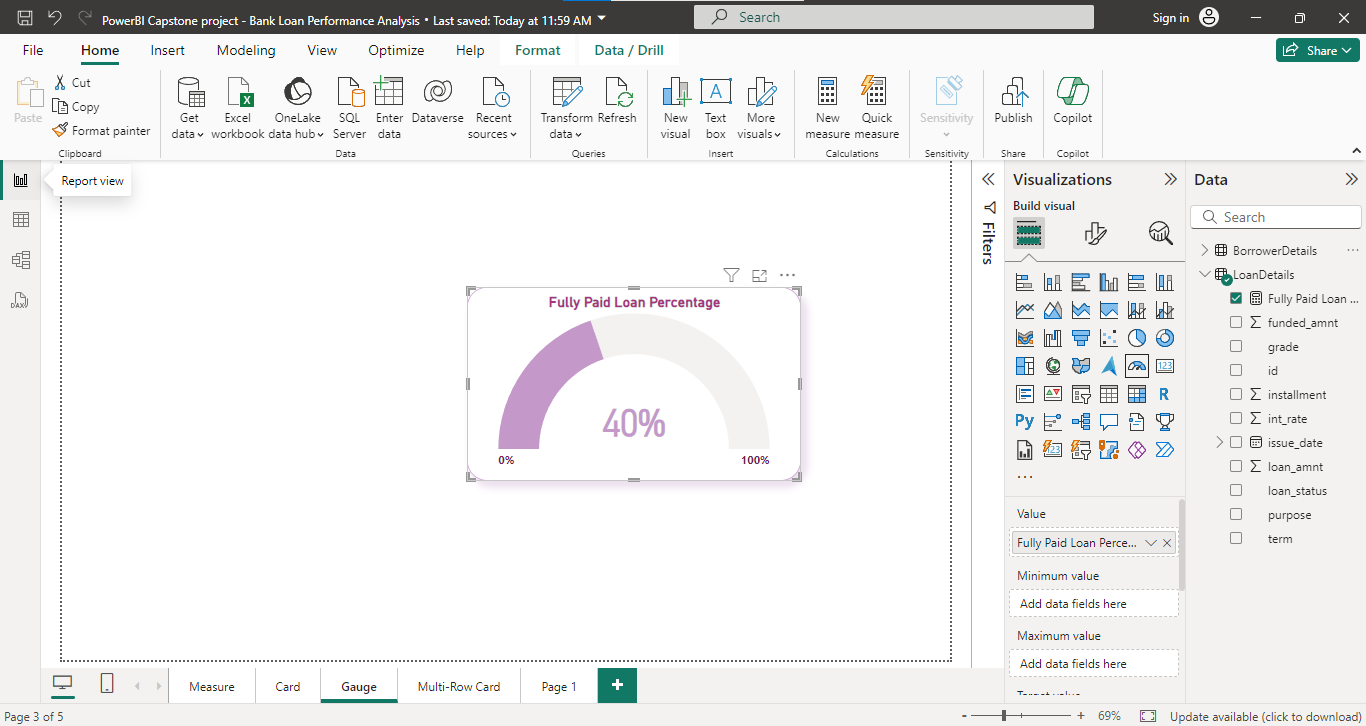 PowerBI Capstone project - Bank Loan Performance Analysis • Last saved: Today at 11:59 AM
Search
Sign in
File
Home
Insert
Modeling
View
Optimize
Help
Format
Data / Drill
Share
Paste
Cut
Copy
Format painter
Clipboard
Get data
Excel workbook
OneLake data hub
SQL Server
Enter data
Dataverse
Recent sources
Data
Transform data
Refresh
Queries
New visual
Text box
More visuals
Insert
New measure
Quick measure
Calculations
Sensitivity
Sensitivity
Publish
Share
Copilot
Copilot
Report view
DAX
Fully Paid Loan Percentage
40%
0%
100%
Filters
Visualizations
Build visual
123
R
Py
123
Value
Fully Paid Loan Perce...
Minimum value
Add data fields here
Maximum value
Add data fields here
Target value
Data
Search
BorrowerDetails
LoanDetails
Fully Paid Loan ...
funded_amnt
grade
id
installment
int_rate
issue_date
loan_amnt
loan_status
purpose
term
Measure
Card
Gauge
Multi-Row Card
Page 1
Page 3 of 5
- + 69%
Update available (click to download)